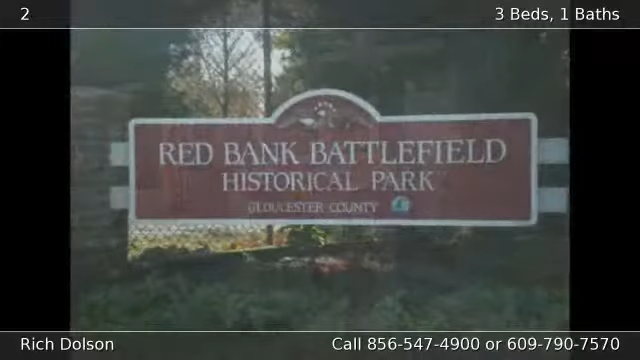 2
3 Beds, 1 Baths
RED BANK BATTLEFIELD
HISTORICAL PARK
GLOUCESTER COUNTY
Rich Dolson
Call 856-547-4900 or 609-790-7570